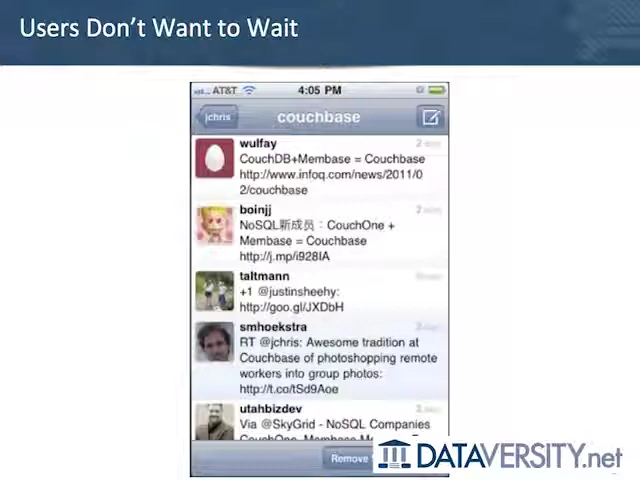 Users Don't Want to Wait
AT&T 4:05 PM
jchris
couchbase
wulfay
CouchDB+Membase = Couchbase
http://www.infoq.com/news/2011/0
2/couchbase
boinjj
NoSQL新成员：CouchOne +
Membase = Couchbase
http://j.mp/i928IA
taltmann
+1 @justinsheehy:
http://goo.gl/JXDbH
smhoekstra
RT @jchris: Awesome tradition at
Couchbase of photoshopping remote
workers into group photos:
http://t.co/tSd9Aoe
utahbizdev
Via @SkyGrid - NoSQL Companies
CouchOne, Membase
Remove
DATAVERSITY.net